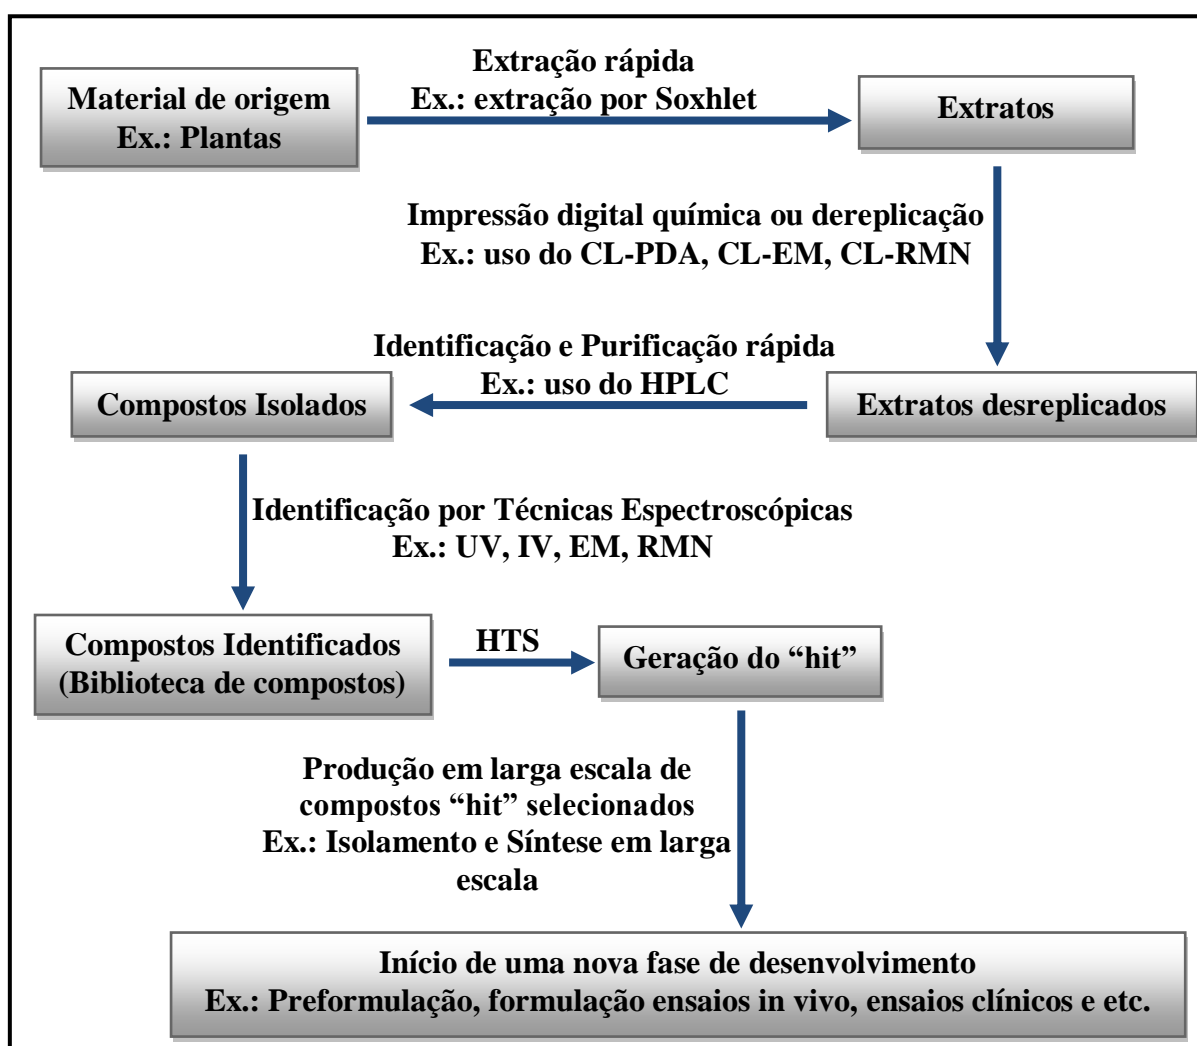 Material de origem
Ex.: Plantas
Extração rápida
Ex.: extração por Soxhlet
Extratos
Impressão digital química ou dereplicação
Ex.: uso do CL-PDA, CL-EM, CL-RMN
Extratos desreplicados
Identificação e Purificação rápida
Ex.: uso do HPLC
Compostos Isolados
Identificação por Técnicas Espectroscópicas
Ex.: UV, IV, EM, RMN
Compostos Identificados
(Biblioteca de compostos)
HTS
Geração do “hit”
Produção em larga escala de
compostos “hit” selecionados
Ex.: Isolamento e Síntese em larga
escala
Início de uma nova fase de desenvolvimento
Ex.: Preformulação, formulação ensaios in vivo, ensaios clínicos e etc.